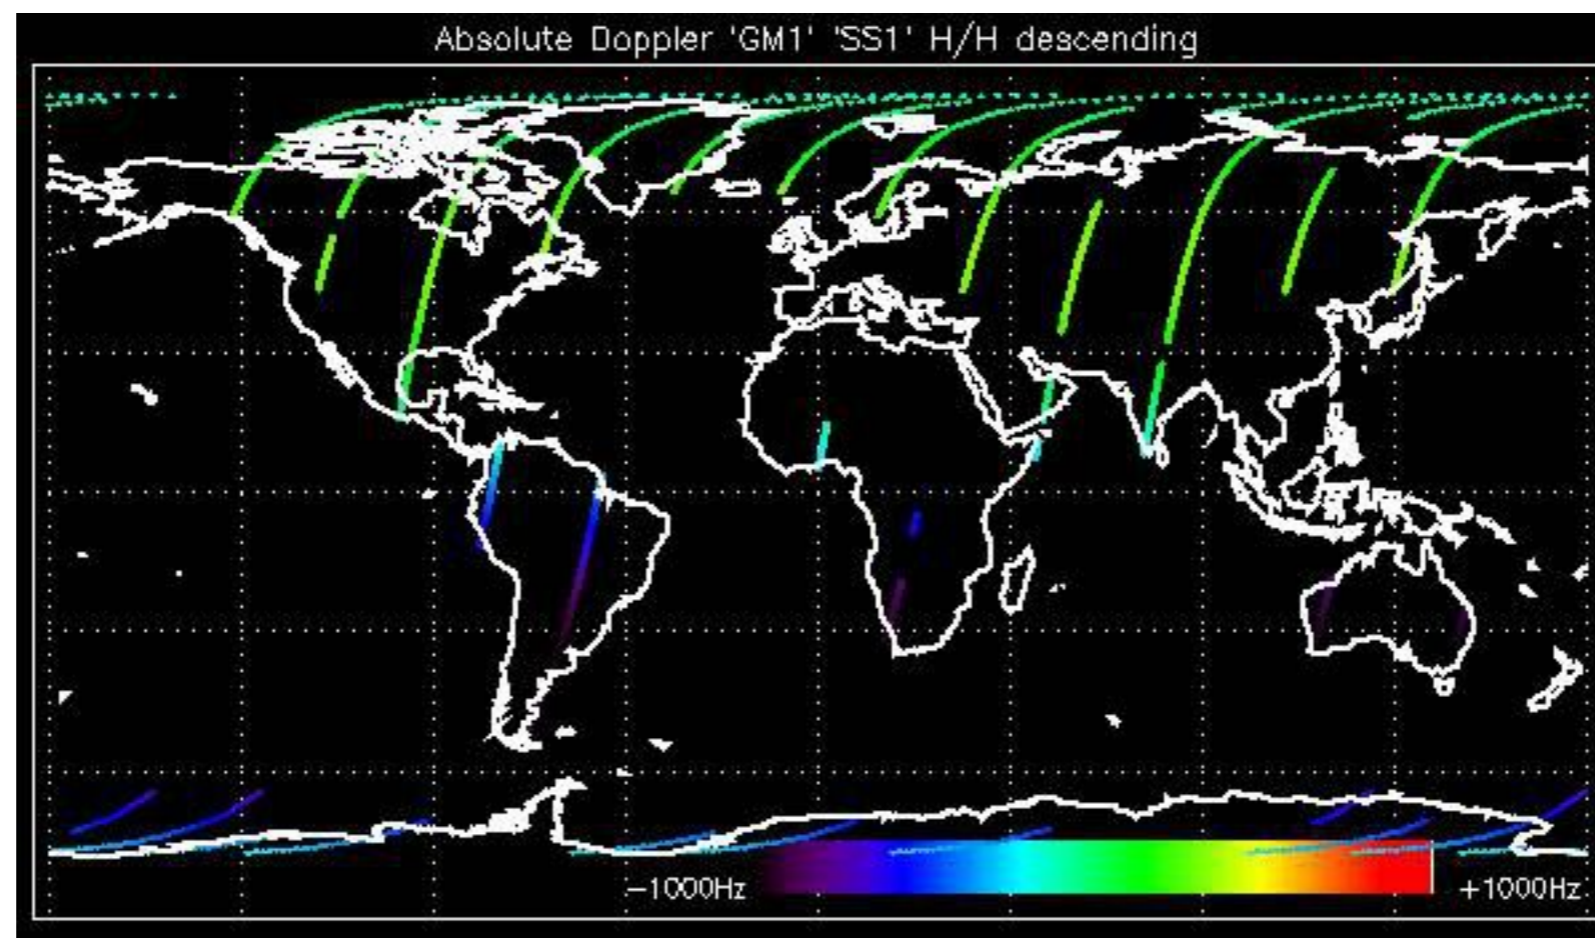 Absolute Doppler 'GM1' 'SS1' H/H descending
-1000Hz
+1000Hz